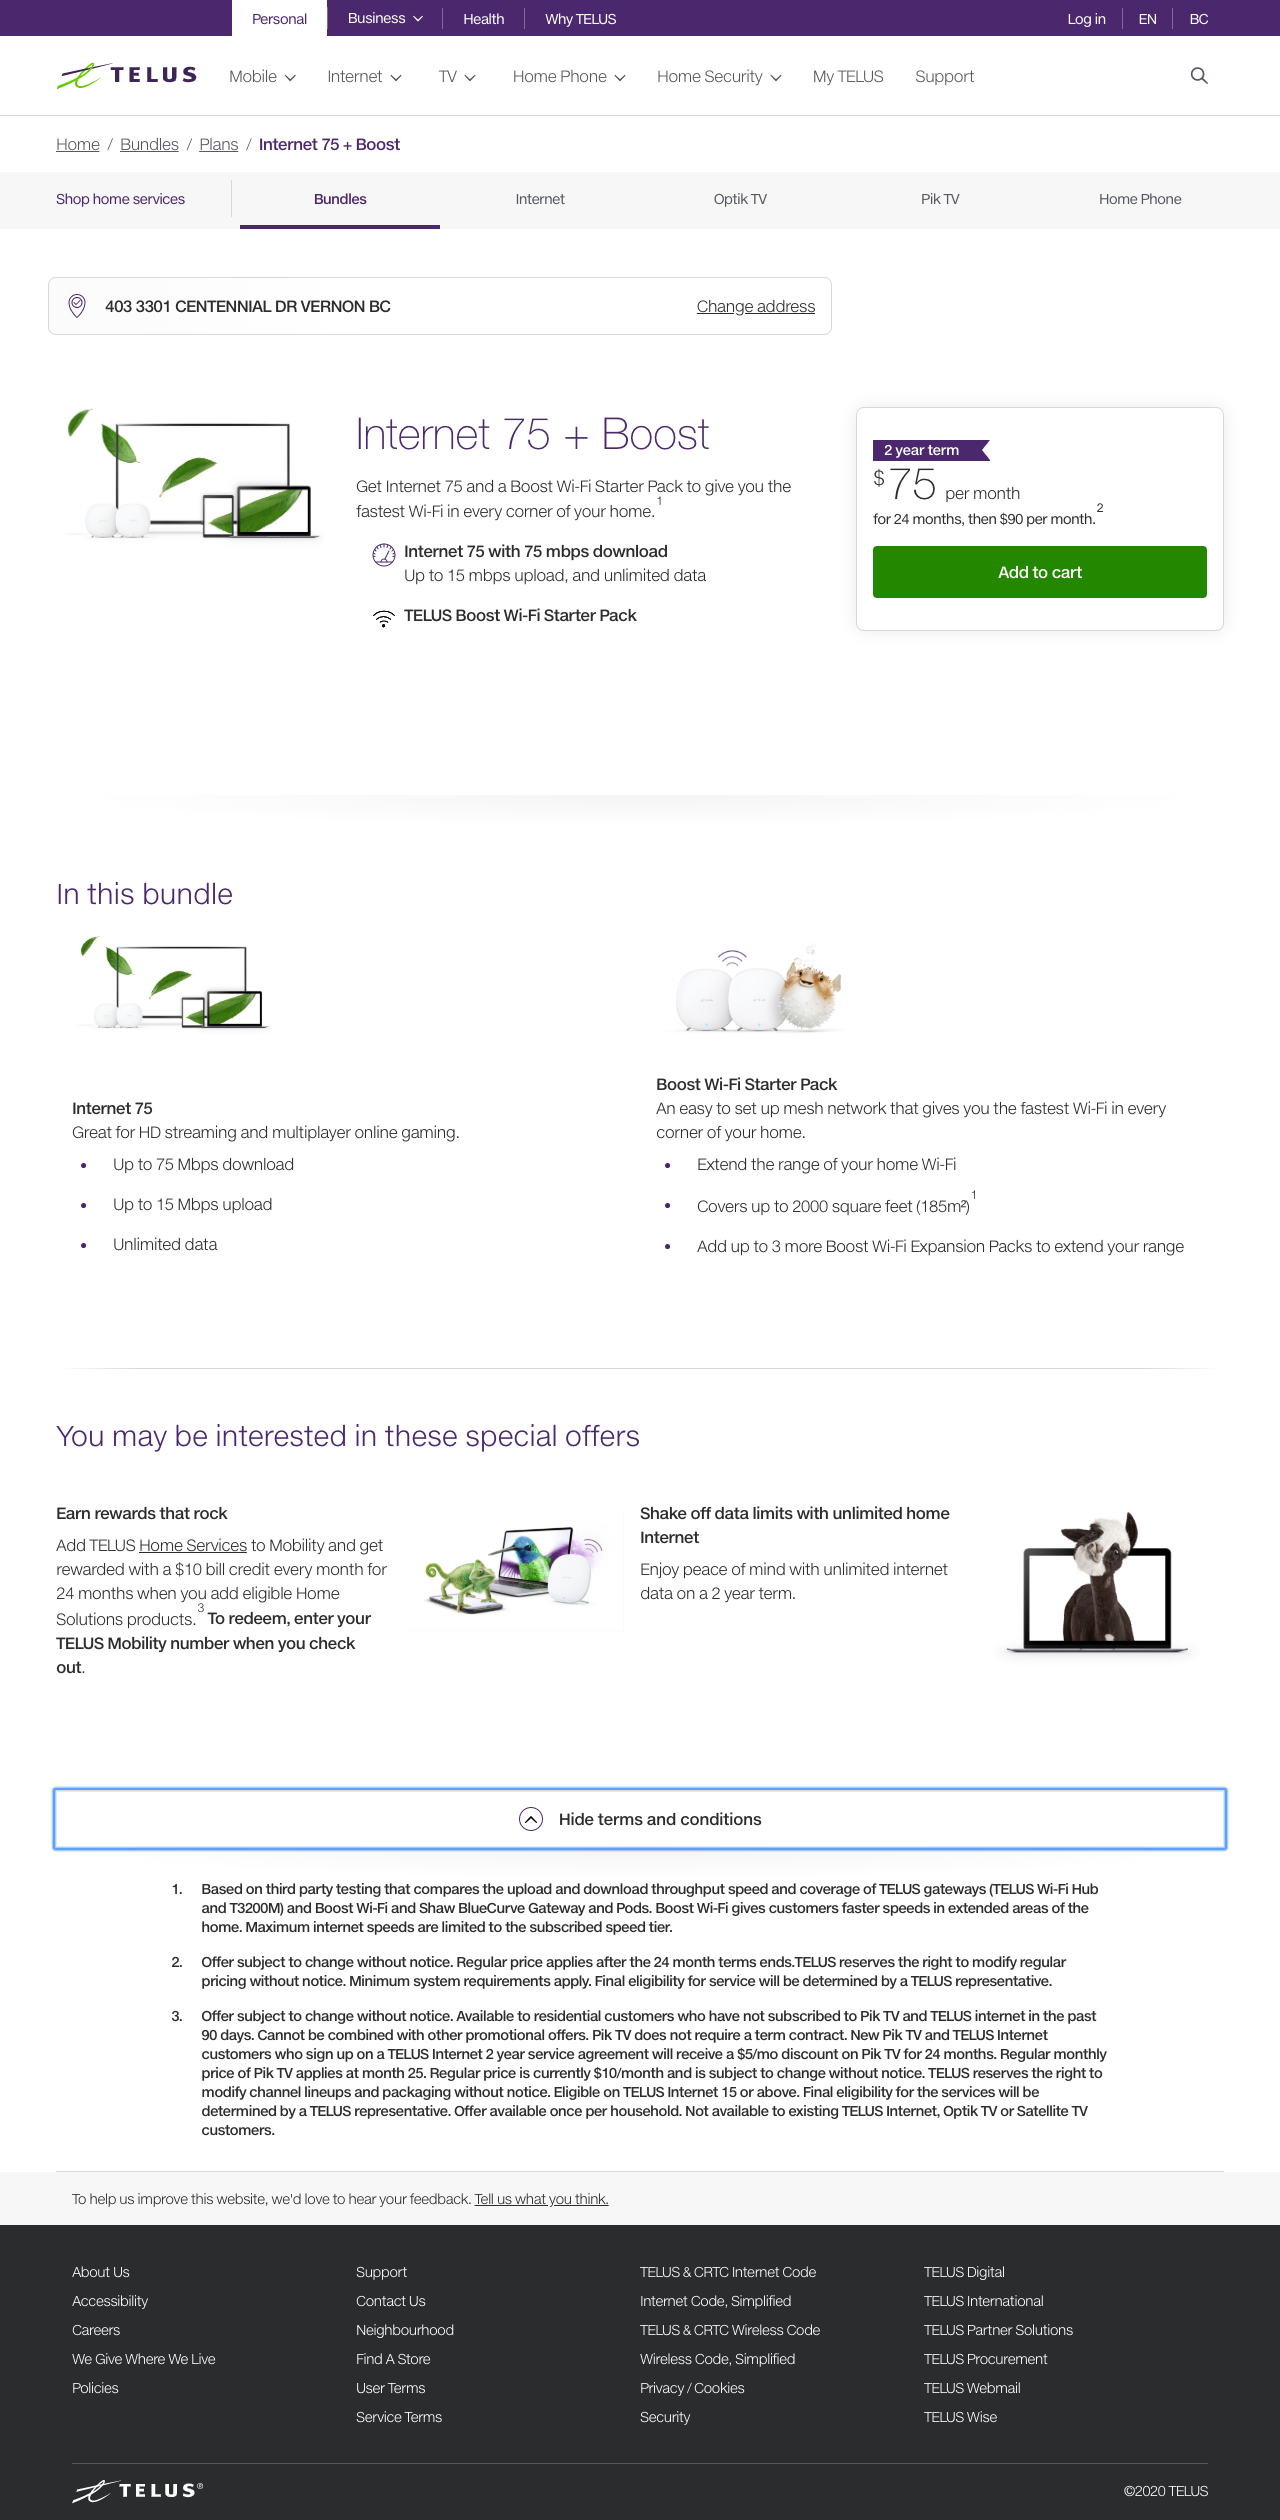 Personal Business Health Why TELUS Log in EN BC
TELUS Mobile Internet TV Home Phone Home Security My TELUS Support
Home / Bundles / Plans / Internet 75 + Boost
Shop home services Bundles Internet Optik TV Pik TV Home Phone
403 3301 CENTENNIAL DR VERNON BC Change address
Internet 75 + Boost
Get Internet 75 and a Boost Wi-Fi Starter Pack to give you the
fastest Wi-Fi in every corner of your home.1
Internet 75 with 75 mbps download
Up to 15 mbps upload, and unlimited data
TELUS Boost Wi-Fi Starter Pack
2 year term
$75 per month
for 24 months, then $90 per month.2
Add to cart
In this bundle
Internet 75
Great for HD streaming and multiplayer online gaming.
• Up to 75 Mbps download
• Up to 15 Mbps upload
• Unlimited data
Boost Wi-Fi Starter Pack
An easy to set up mesh network that gives you the fastest Wi-Fi in every
corner of your home.
• Extend the range of your home Wi-Fi
• Covers up to 2000 square feet (185m²)1
• Add up to 3 more Boost Wi-Fi Expansion Packs to extend your range
You may be interested in these special offers
Earn rewards that rock
Add TELUS Home Services to Mobility and get
rewarded with a $10 bill credit every month for
24 months when you add eligible Home
Solutions products.3 To redeem, enter your
TELUS Mobility number when you check
out.
Shake off data limits with unlimited home
Internet
Enjoy peace of mind with unlimited internet
data on a 2 year term.
Hide terms and conditions
1. Based on third party testing that compares the upload and download throughput speed and coverage of TELUS gateways (TELUS Wi-Fi Hub
and T3200M) and Boost Wi-Fi and Shaw BlueCurve Gateway and Pods. Boost Wi-Fi gives customers faster speeds in extended areas of the
home. Maximum internet speeds are limited to the subscribed speed tier.
2. Offer subject to change without notice. Regular price applies after the 24 month terms ends.TELUS reserves the right to modify regular
pricing without notice. Minimum system requirements apply. Final eligibility for service will be determined by a TELUS representative.
3. Offer subject to change without notice. Available to residential customers who have not subscribed to Pik TV and TELUS internet in the past
90 days. Cannot be combined with other promotional offers. Pik TV does not require a term contract. New Pik TV and TELUS Internet
customers who sign up on a TELUS Internet 2 year service agreement will receive a $5/mo discount on Pik TV for 24 months. Regular monthly
price of Pik TV applies at month 25. Regular price is currently $10/month and is subject to change without notice. TELUS reserves the right to
modify channel lineups and packaging without notice. Eligible on TELUS Internet 15 or above. Final eligibility for the services will be
determined by a TELUS representative. Offer available once per household. Not available to existing TELUS Internet, Optik TV or Satellite TV
customers.
To help us improve this website, we'd love to hear your feedback. Tell us what you think.
About Us
Accessibility
Careers
We Give Where We Live
Policies
Support
Contact Us
Neighbourhood
Find A Store
User Terms
Service Terms
TELUS & CRTC Internet Code
Internet Code, Simplified
TELUS & CRTC Wireless Code
Wireless Code, Simplified
Privacy / Cookies
Security
TELUS Digital
TELUS International
TELUS Partner Solutions
TELUS Procurement
TELUS Webmail
TELUS Wise
TELUS® ©2020 TELUS